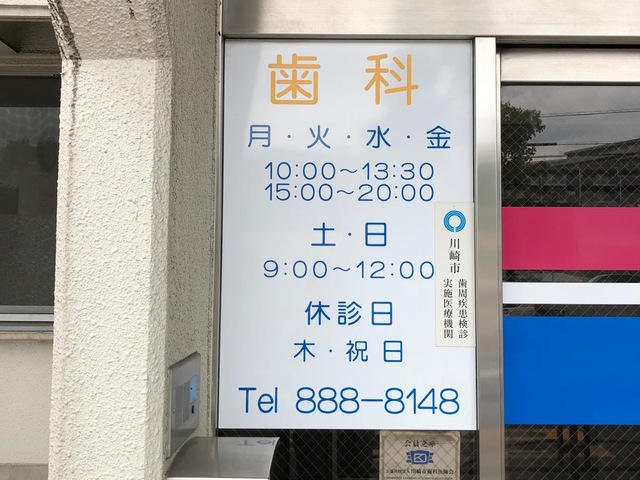 歯科
月・火・水・金
10:00～13:30
15:00～20:00
土・日
9:00～12:00
休診日
木・祝日
Tel 888-8148
川崎市
歯周疾患検診
実施医療機関
会員之章